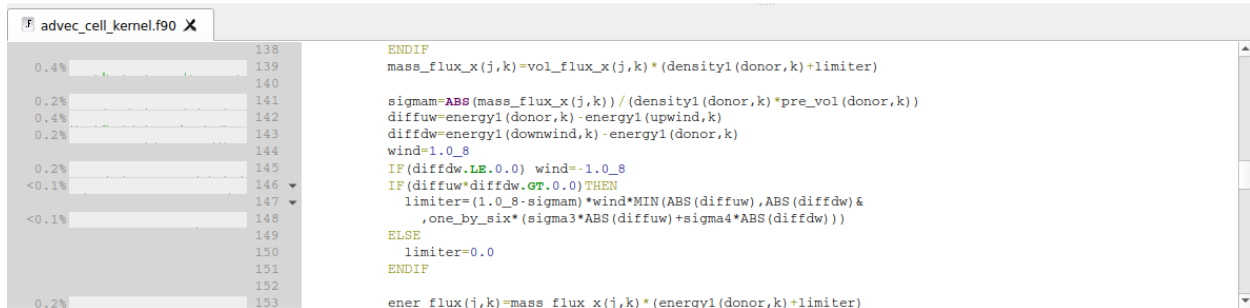 advec_cell_kernel.f90 X
138 ENDIF
0.4% 139 mass_flux_x(j,k)=vol_flux_x(j,k)*(density1(donor,k)+limiter)
140
0.2% 141 sigmam=ABS(mass_flux_x(j,k))/(density1(donor,k)*pre_vol(donor,k))
0.4% 142 diffuw=energy1(donor,k)-energy1(upwind,k)
0.2% 143 diffdw=energy1(downwind,k)-energy1(donor,k)
144 wind=1.0_8
0.2% 145 IF(diffdw.LE.0.0) wind=-1.0_8
<0.1% 146 IF(diffuw*diffdw.GT.0.0)THEN
147 limiter=(1.0_8-sigmam)*wind*MIN(ABS(diffuw),ABS(diffdw)&
<0.1% 148 ,one_by_six*(sigma3*ABS(diffuw)+sigma4*ABS(diffdw)))
149 ELSE
150 limiter=0.0
151 ENDIF
152
0.2% 153 ener_flux(j,k)=mass_flux_x(j,k)*(energy1(donor,k)+limiter)